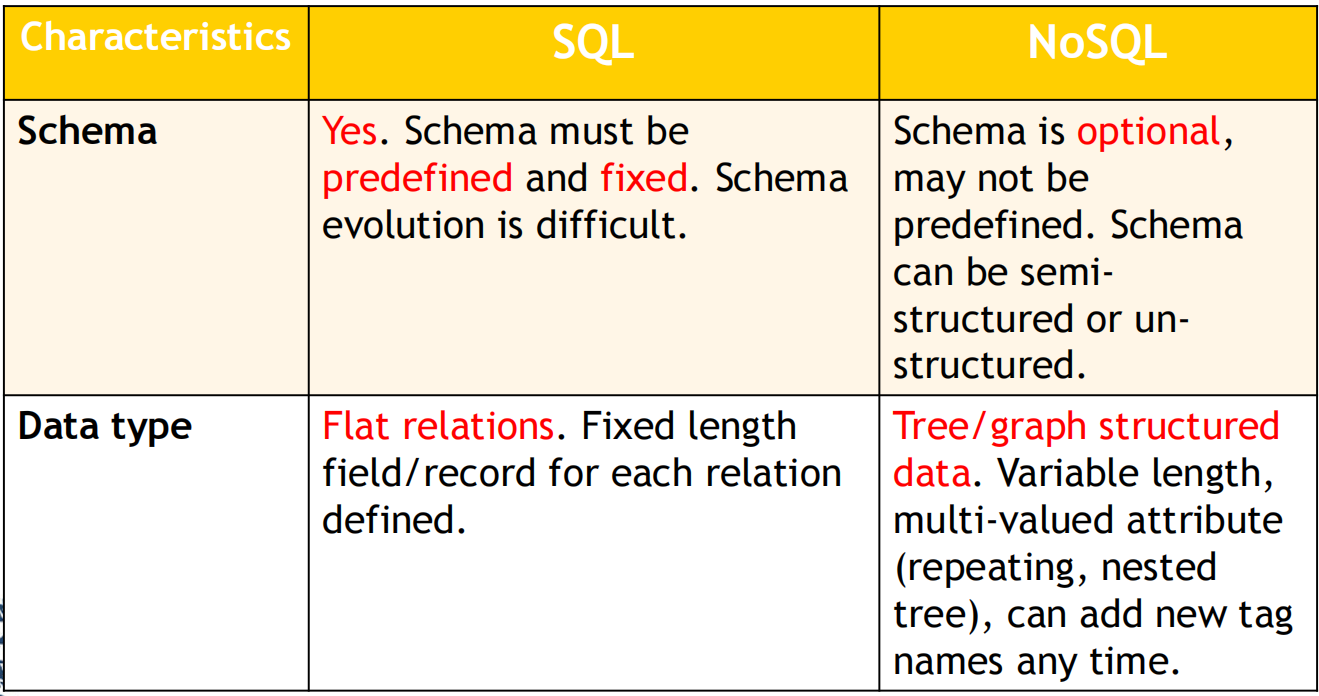 Characteristics
SQL
NoSQL
Schema
Yes. Schema must be
predefined and fixed. Schema
evolution is difficult.
Schema is optional,
may not be
predefined. Schema
can be semi-
structured or un-
structured.
Data type
Flat relations. Fixed length
field/record for each relation
defined.
Tree/graph structured
data. Variable length,
multi-valued attribute
(repeating, nested
tree), can add new tag
names any time.